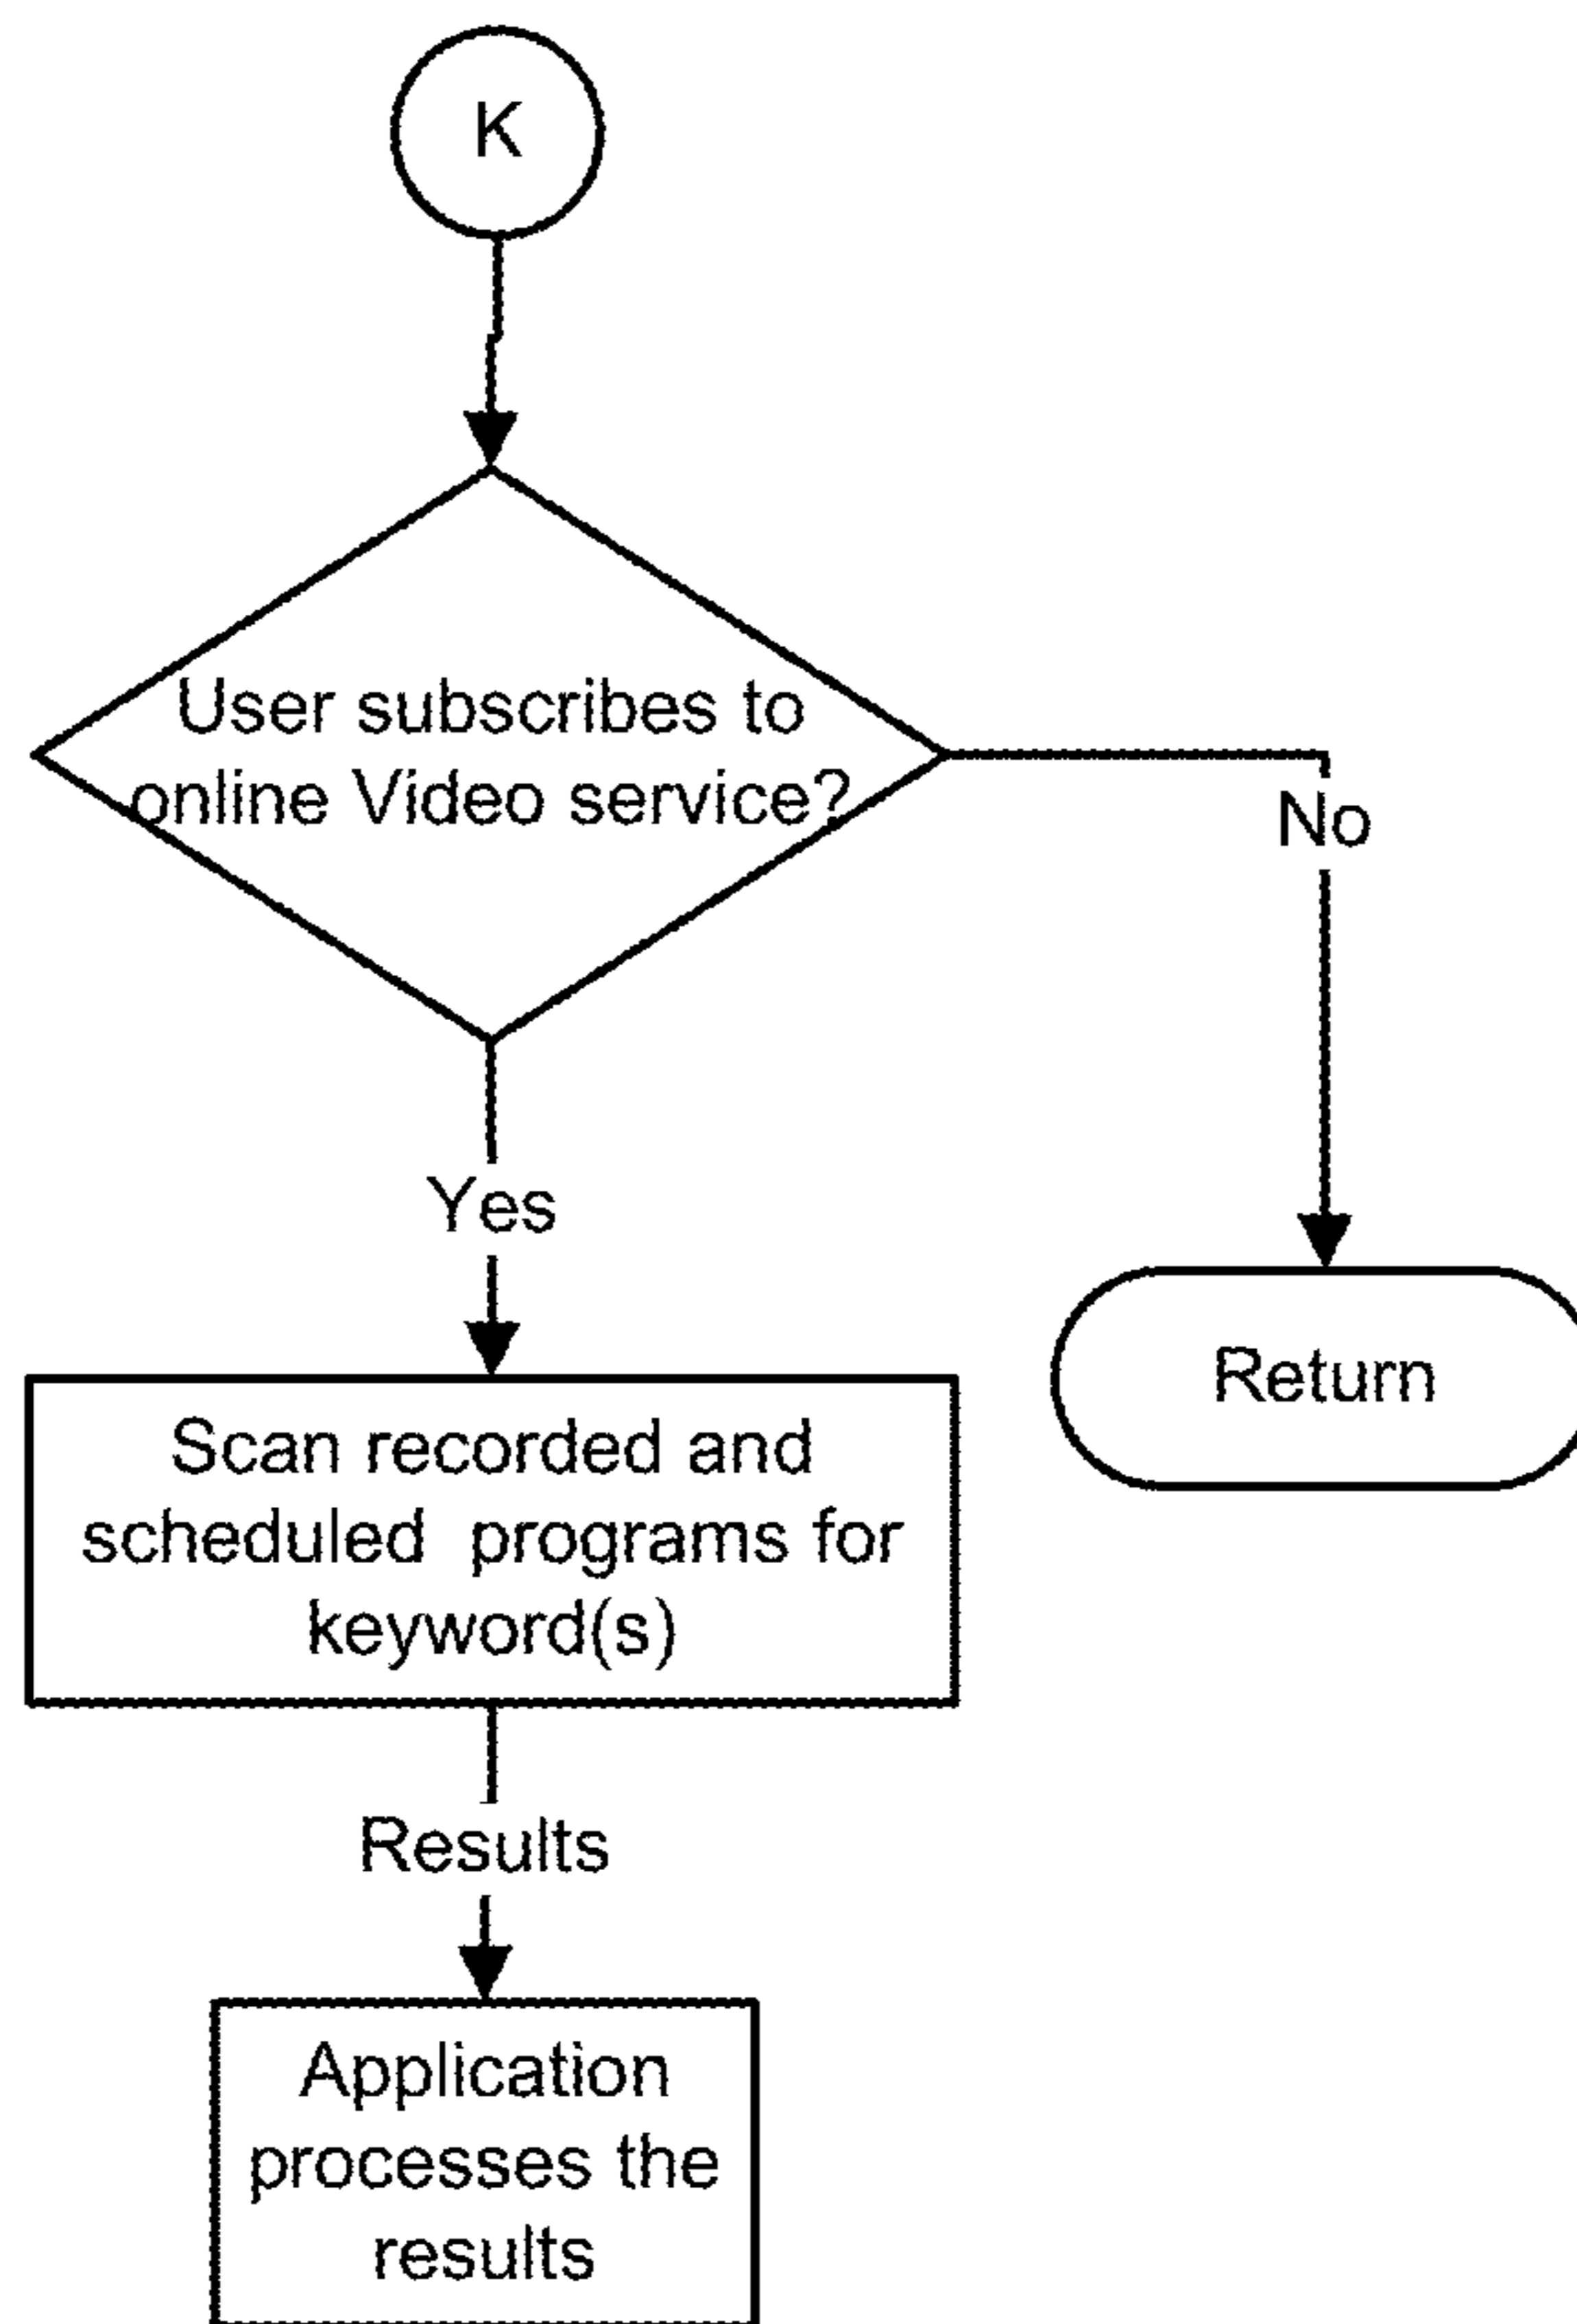 K
User subscribes to
online Video service?
No
Yes
Return
Scan recorded and
scheduled  programs for
keyword(s)
Results
Application
processes the
results